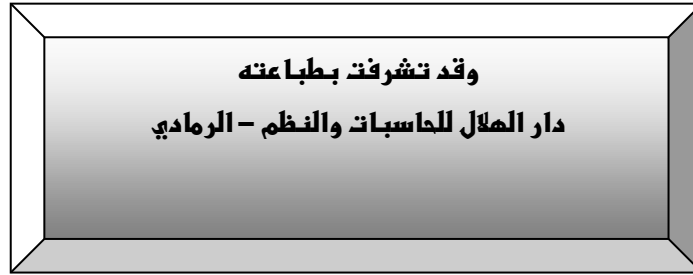 وقد تشرفت بطباعته
دار الهلال للحاسبات والنظم – الرمادي